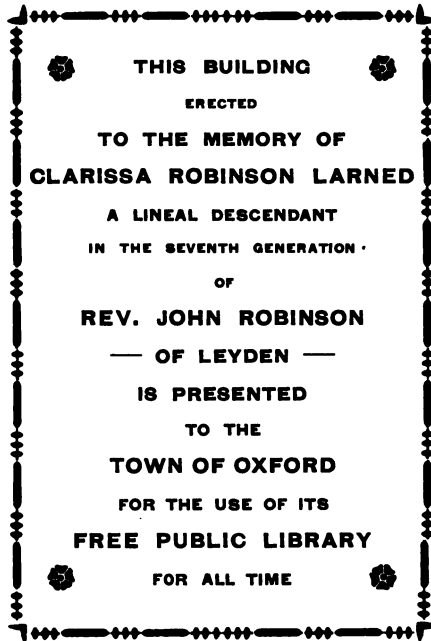 THIS BUILDING
ERECTED
TO THE MEMORY OF
CLARISSA ROBINSON LARNED
A LINEAL DESCENDANT
IN THE SEVENTH GENERATION
OF
REV. JOHN ROBINSON
— OF LEYDEN —
IS PRESENTED
TO THE
TOWN OF OXFORD
FOR THE USE OF ITS
FREE PUBLIC LIBRARY
FOR ALL TIME